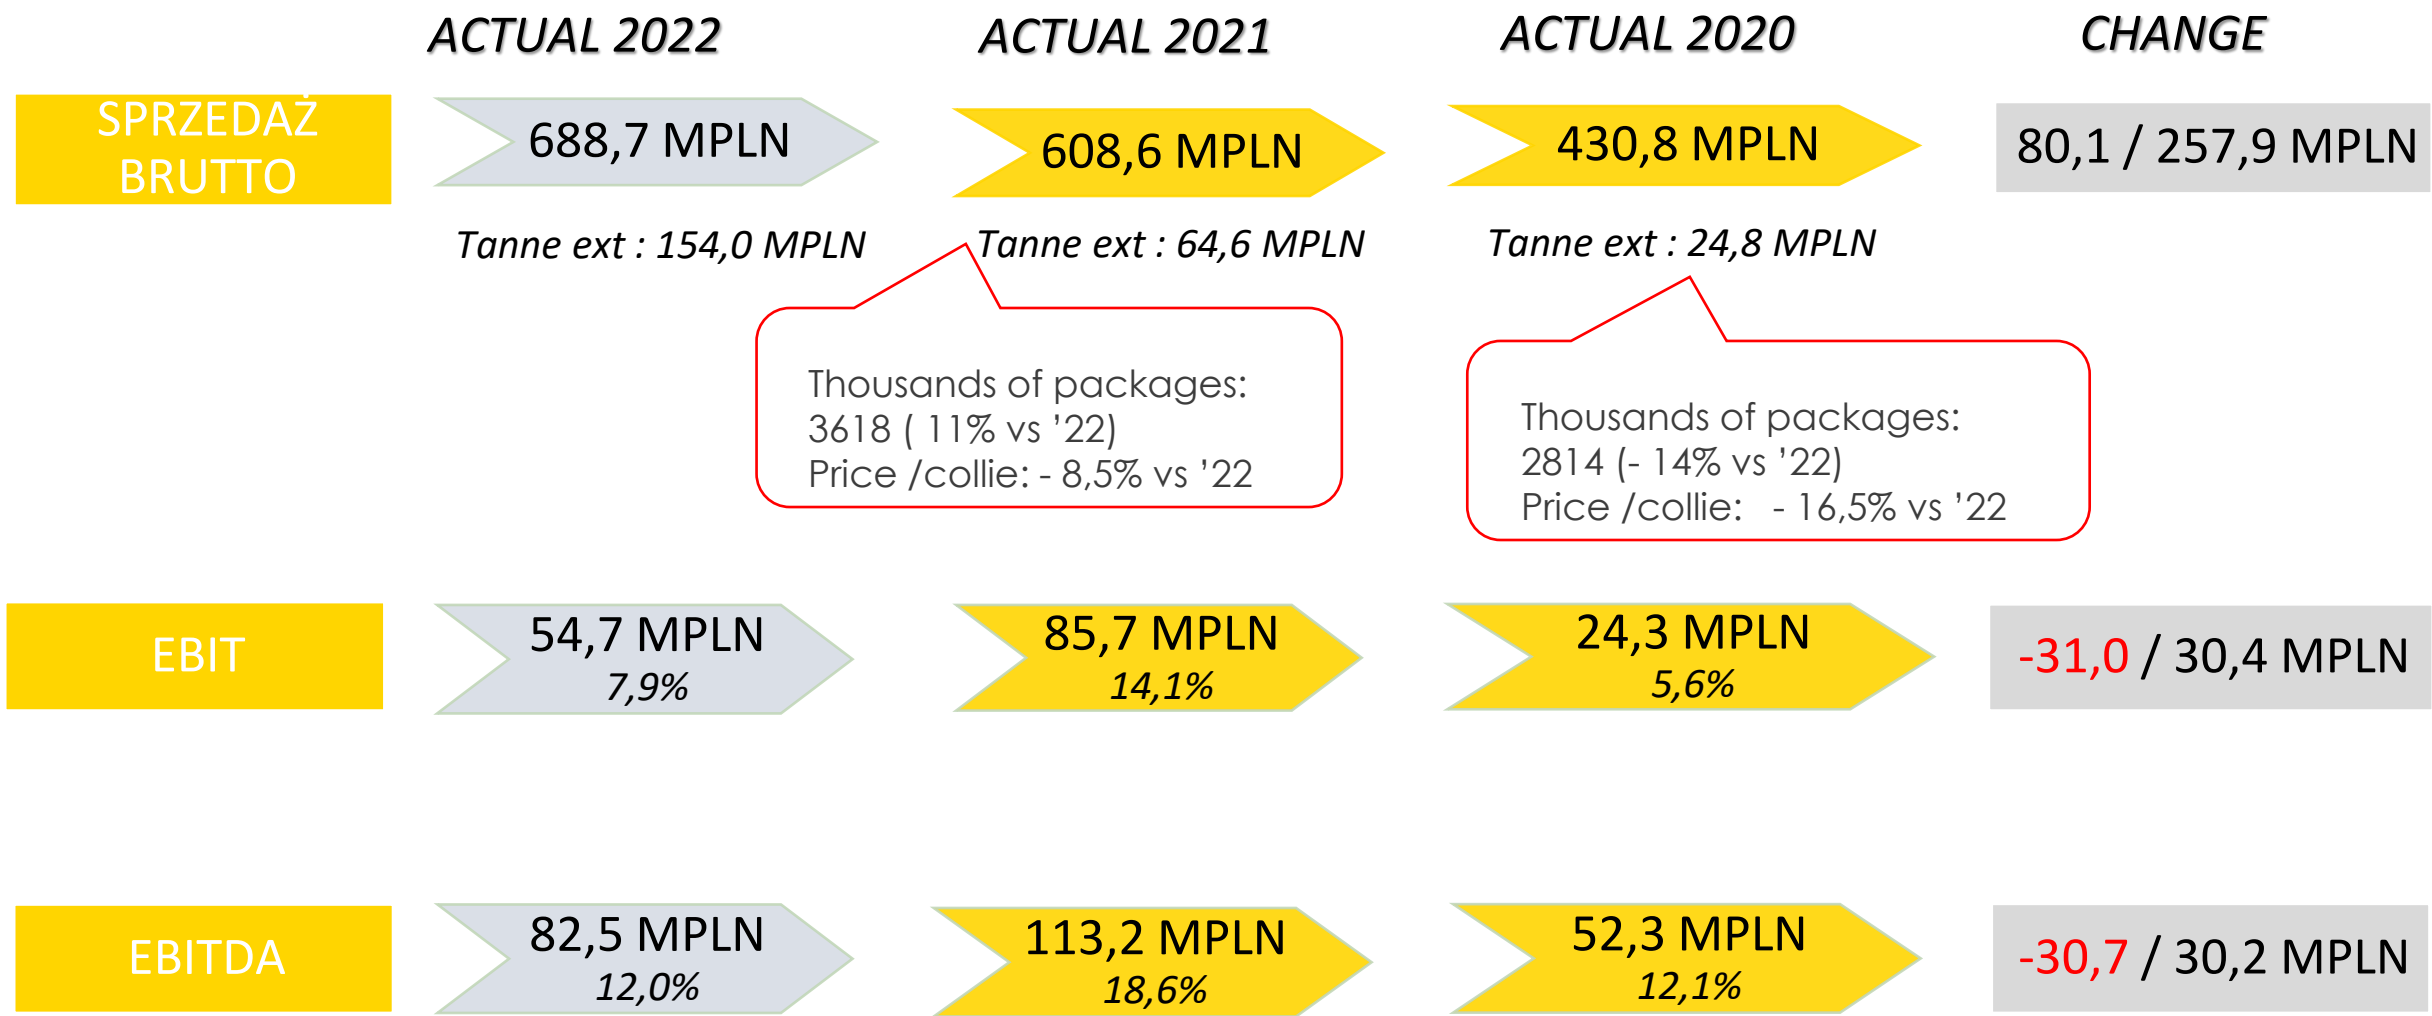 ACTUAL 2022
ACTUAL 2021
ACTUAL 2020
CHANGE
SPRZEDAŻ
BRUTTO
688,7 MPLN
608,6 MPLN
430,8 MPLN
80,1 / 257,9 MPLN
Tanne ext : 154,0 MPLN
Tanne ext : 64,6 MPLN
Tanne ext : 24,8 MPLN
Thousands of packages:
3618 ( 11% vs ’22)
Price /collie: - 8,5% vs ’22
Thousands of packages:
2814 (- 14% vs ’22)
Price /collie:   - 16,5% vs ’22
EBIT
54,7 MPLN
7,9%
85,7 MPLN
14,1%
24,3 MPLN
5,6%
-31,0 / 30,4 MPLN
EBITDA
82,5 MPLN
12,0%
113,2 MPLN
18,6%
52,3 MPLN
12,1%
-30,7 / 30,2 MPLN